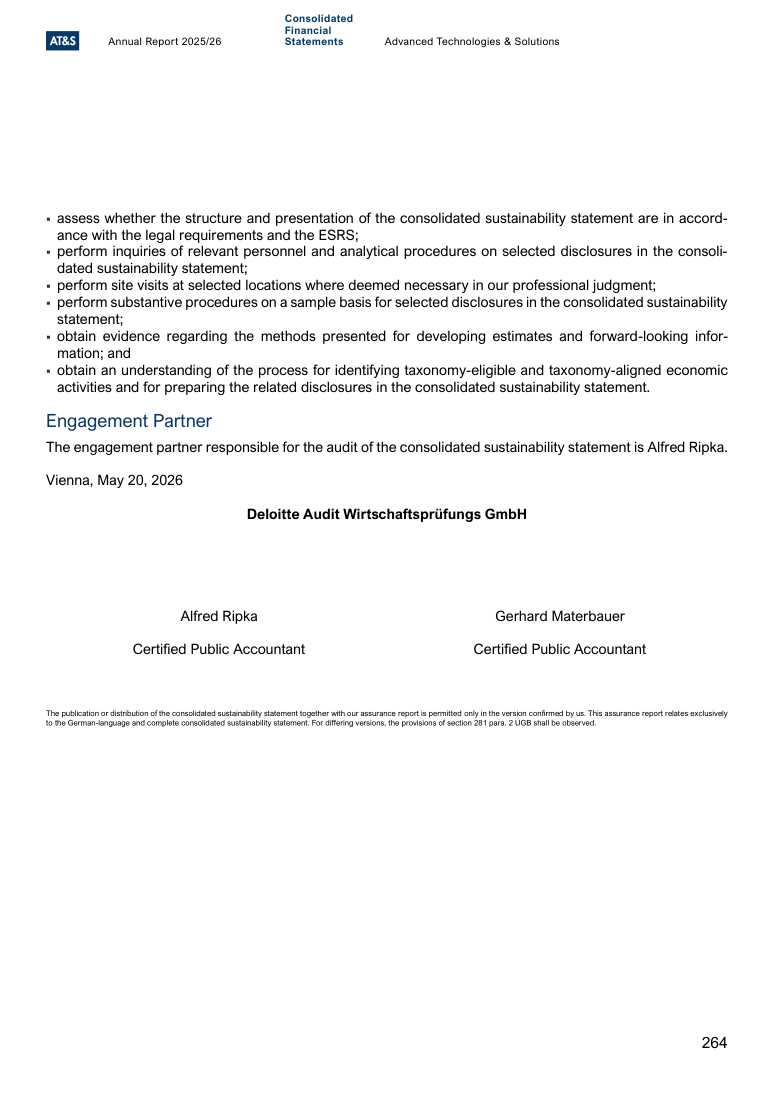 AT&S
Annual Report 2025/26
Consolidated
Financial
Statements
Advanced Technologies & Solutions
▪ assess whether the structure and presentation of the consolidated sustainability statement are in accord-
ance with the legal requirements and the ESRS;
▪ perform inquiries of relevant personnel and analytical procedures on selected disclosures in the consoli-
dated sustainability statement;
▪ perform site visits at selected locations where deemed necessary in our professional judgment;
▪ perform substantive procedures on a sample basis for selected disclosures in the consolidated sustainability
statement;
▪ obtain evidence regarding the methods presented for developing estimates and forward-looking infor-
mation; and
▪ obtain an understanding of the process for identifying taxonomy-eligible and taxonomy-aligned economic
activities and for preparing the related disclosures in the consolidated sustainability statement.
Engagement Partner
The engagement partner responsible for the audit of the consolidated sustainability statement is Alfred Ripka.
Vienna, May 20, 2026
Deloitte Audit Wirtschaftsprüfungs GmbH
Alfred Ripka
Gerhard Materbauer
Certified Public Accountant
Certified Public Accountant
The publication or distribution of the consolidated sustainability statement together with our assurance report is permitted only in the version confirmed by us. This assurance report relates exclusively
to the German-language and complete consolidated sustainability statement. For differing versions, the provisions of section 281 para. 2 UGB shall be observed.
264